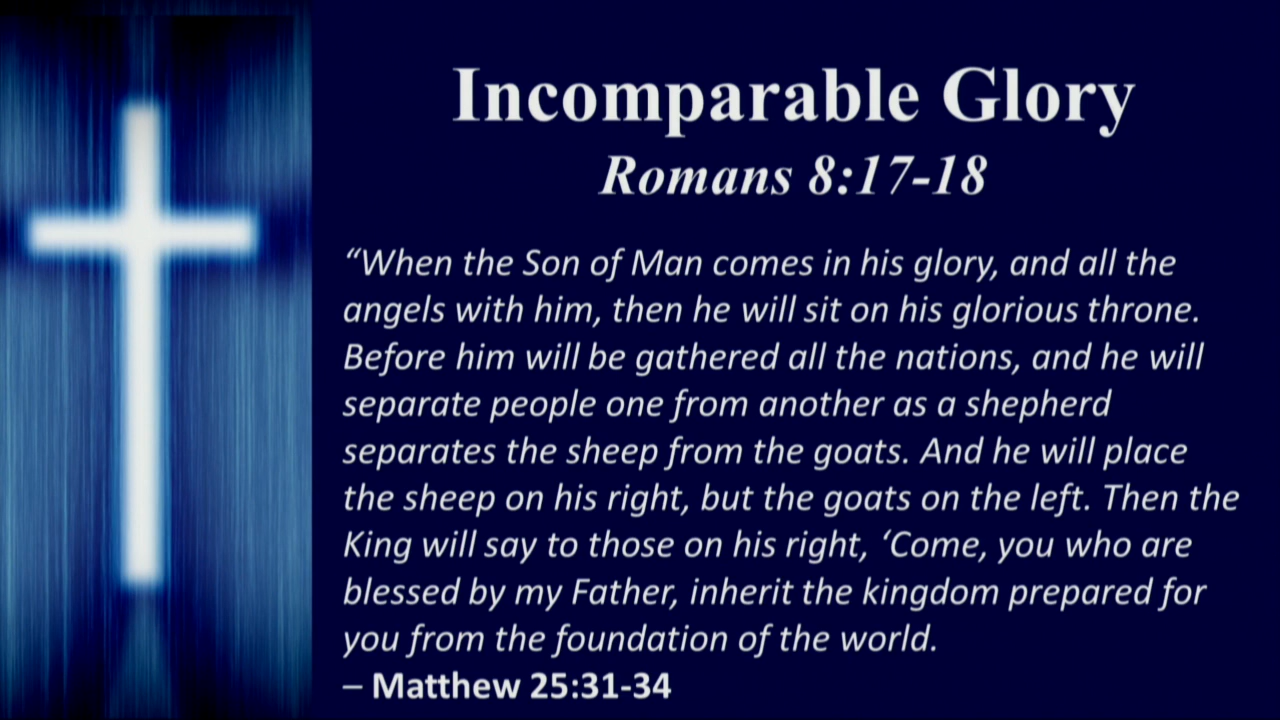 Incomparable Glory
Romans 8:17-18
“When the Son of Man comes in his glory, and all the
angels with him, then he will sit on his glorious throne.
Before him will be gathered all the nations, and he will
separate people one from another as a shepherd
separates the sheep from the goats. And he will place
the sheep on his right, but the goats on the left. Then the
King will say to those on his right, ‘Come, you who are
blessed by my Father, inherit the kingdom prepared for
you from the foundation of the world.
– Matthew 25:31-34